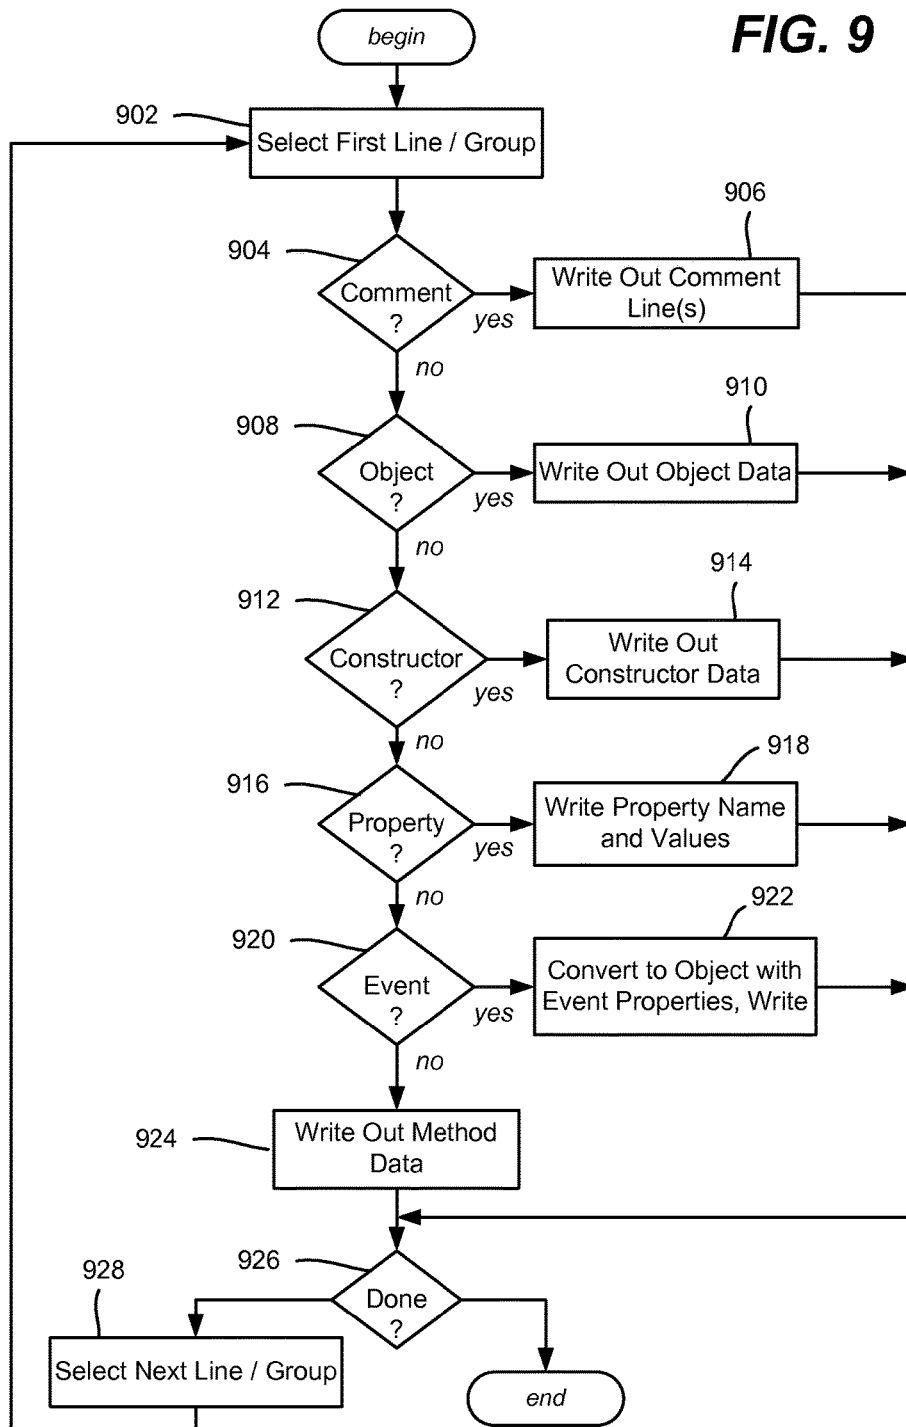 begin
FIG. 9
902
Select First Line / Group
904
Comment
?
yes
no
906
Write Out Comment
Line(s)
908
Object
?
yes
no
910
Write Out Object Data
912
Constructor
?
yes
no
914
Write Out
Constructor Data
916
Property
?
yes
no
918
Write Property Name
and Values
920
Event
?
yes
no
922
Convert to Object with
Event Properties, Write
924
Write Out Method
Data
926
Done
?
928
Select Next Line / Group
end